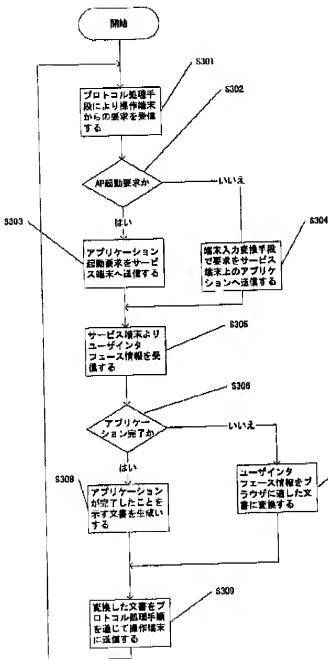 開始
S301
プロトコル処理手
段により操作端末
からの要求を受信
する
S302
AP起動要求か
いいえ
はい
S303
アプリケーション
起動要求をサービ
ス端末へ送信する
S304
端末入力変換手段
で要求をサービス
端末上のアプリケ
ションへ送信する
S305
サービス端末より
ユーザインタ
フェース情報を受
信する
S306
アプリケー
ション完了か
いいえ
はい
S308
アプリケーション
が完了したことを
示す文書を生成い
する
ユーザインタ
フェース情報をブ
ラウザに適した文
書に変換する
S309
変換した文書をプ
ロトコル処理手順
を通じて操作端末
に送信する